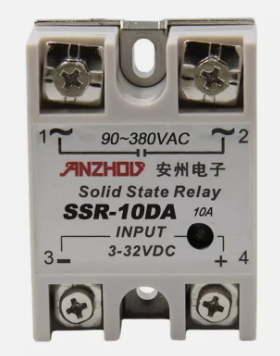 1 ~ ~ 2
90~380VAC
ANZHOLY 安州电子
Solid State Relay
SSR-10DA 10A
INPUT
3-32VDC
3 − + 4